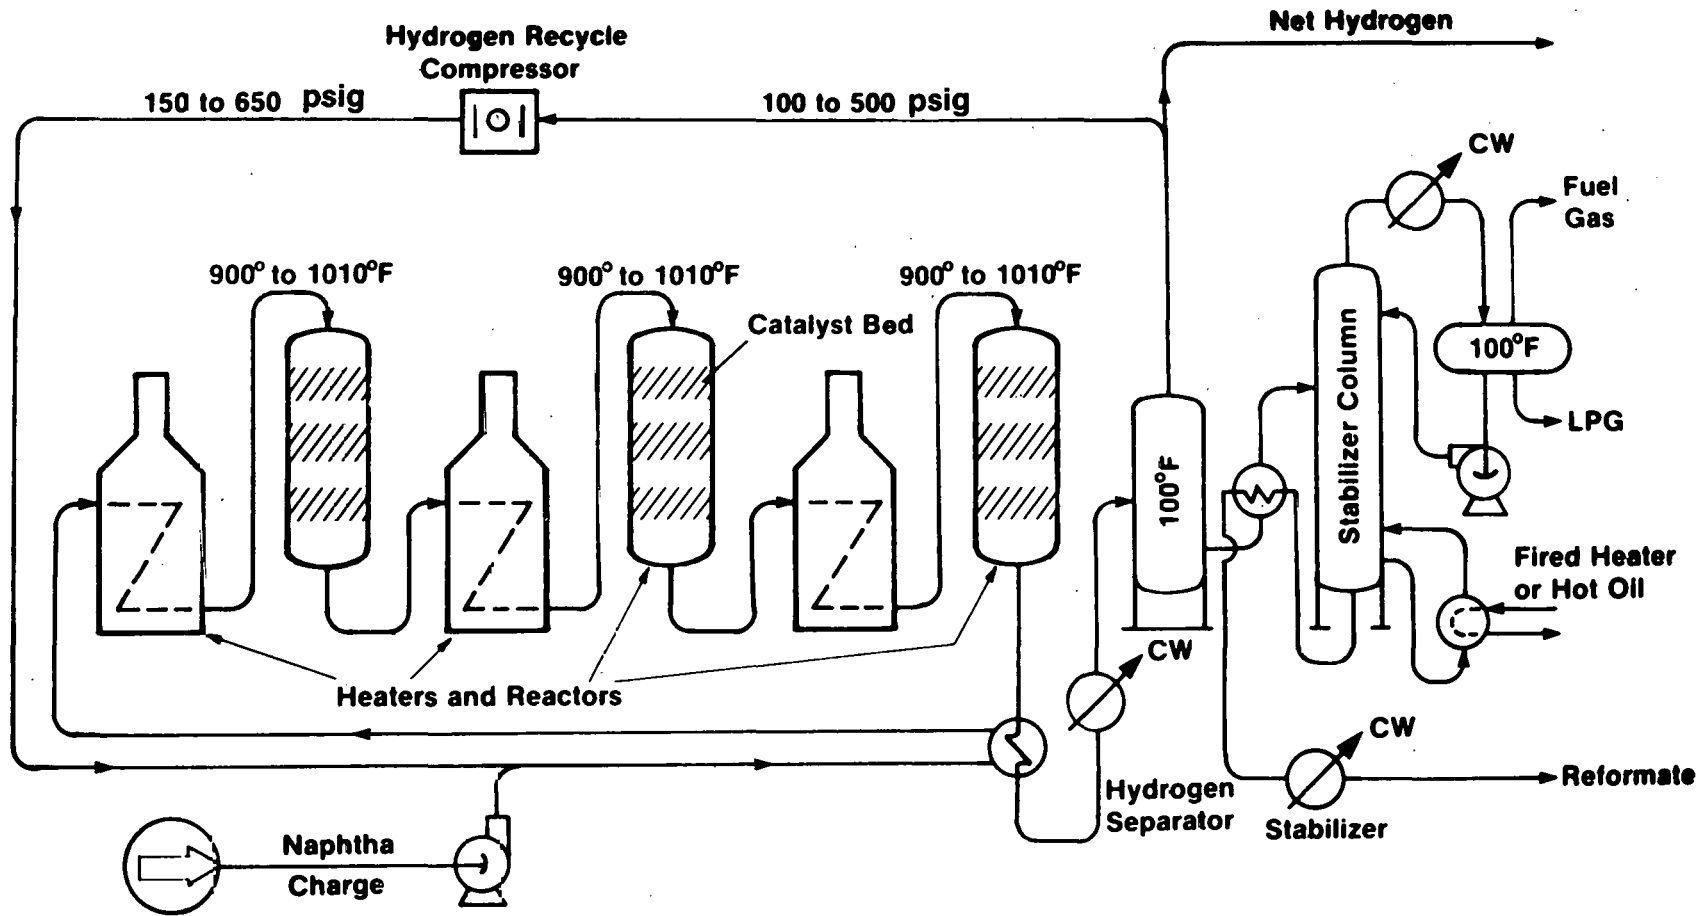 Net Hydrogen
Hydrogen Recycle
Compressor
150 to 650 psig
100 to 500 psig
CW
Fuel
Gas
900° to 1010°F
900° to 1010°F
900° to 1010°F
Catalyst Bed
100°F
LPG
Stabilizer Column
100°F
Fired Heater
or Hot Oil
CW
Heaters and Reactors
CW
Hydrogen
Separator
Reformate
Stabilizer
Naphtha
Charge